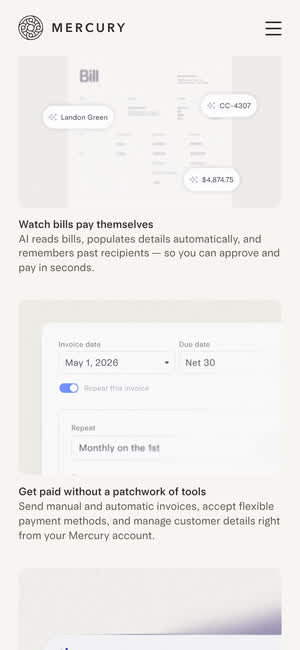 MERCURY
Bill
CC-4307
Landon Green
$4,874.75
Watch bills pay themselves
AI reads bills, populates details automatically, and
remembers past recipients — so you can approve and
pay in seconds.
Invoice date
Due date
May 1, 2026
Net 30
Repeat this invoice
Repeat
Monthly on the 1st
Get paid without a patchwork of tools
Send manual and automatic invoices, accept flexible
payment methods, and manage customer details right
from your Mercury account.